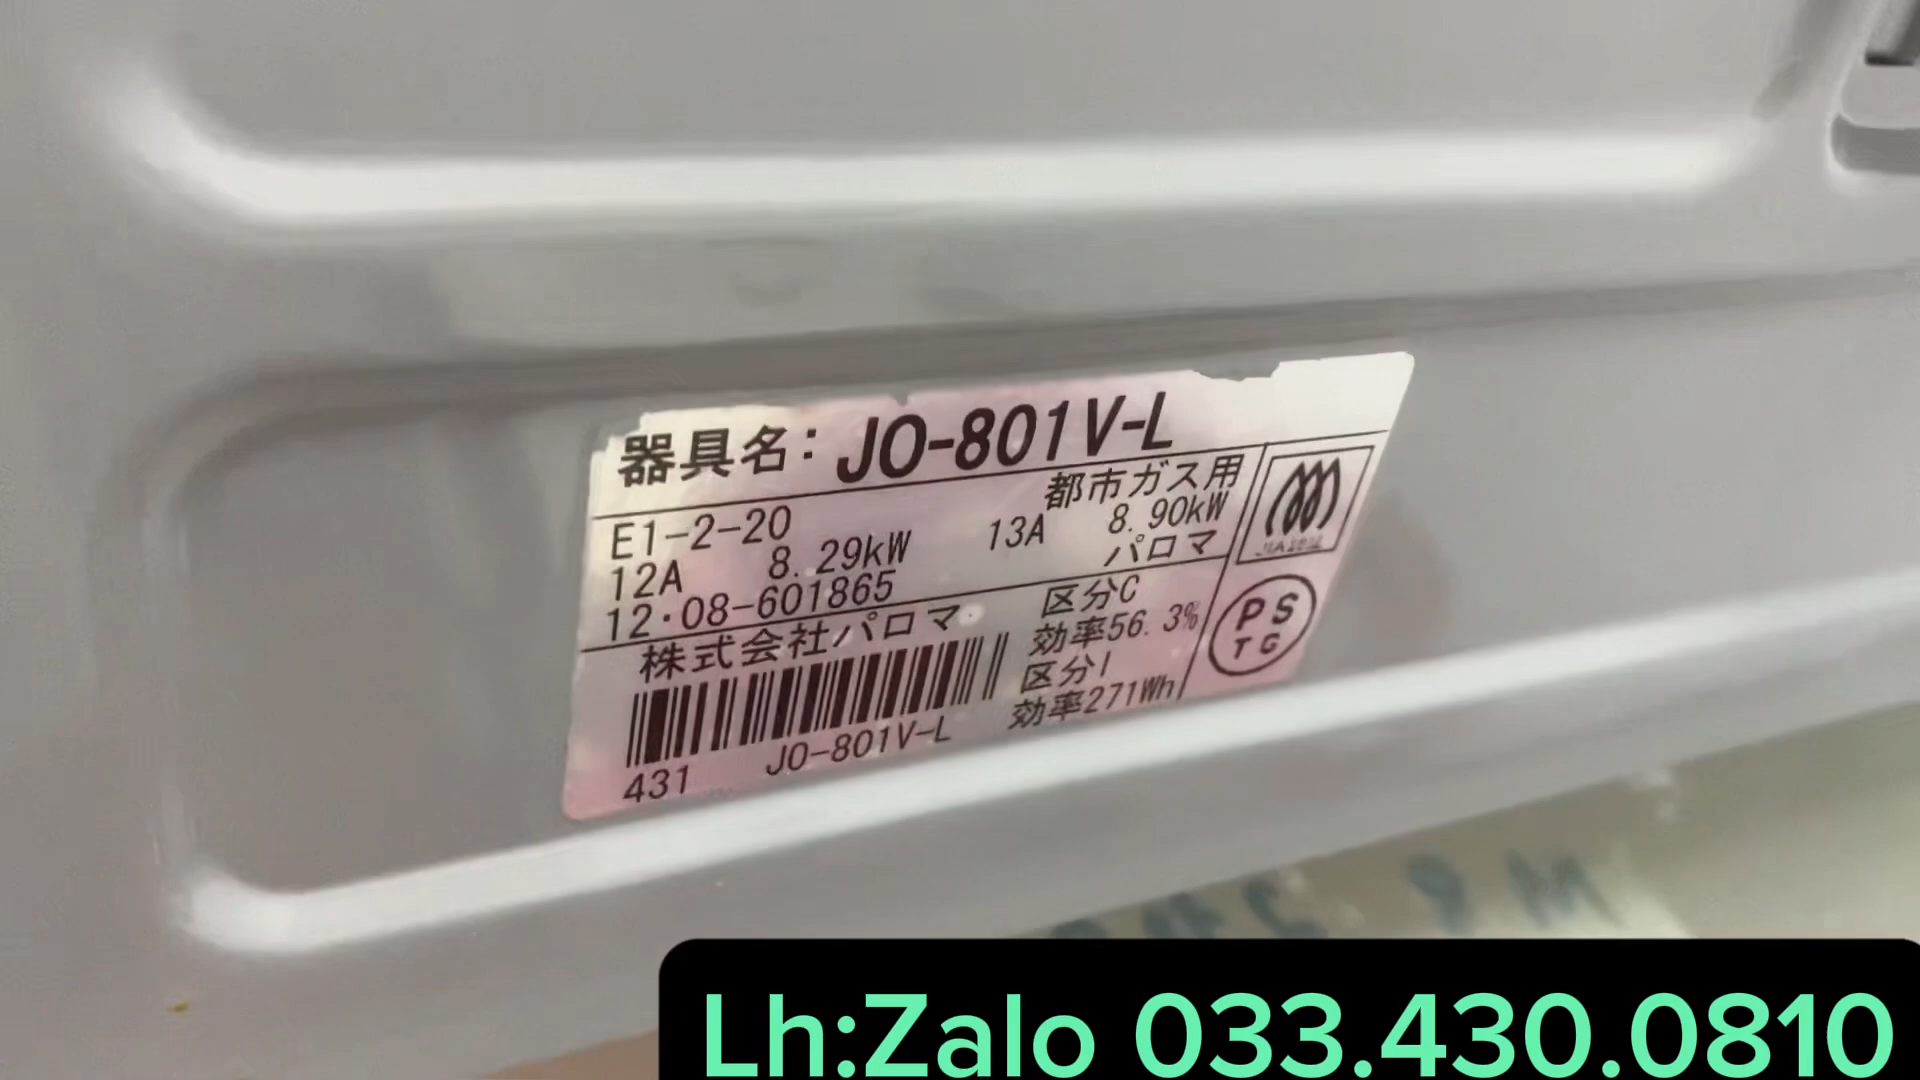 器具名: JO-801V-L
都市ガス用
E1-2-20
12A 8.29kW 13A 8.90kW
12・08-601865 パロマ
株式会社パロマ
区分C
効率56.3%
区分I
効率271Wh
PS
TG
JO-801V-L
431
Lh:Zalo 033.430.0810